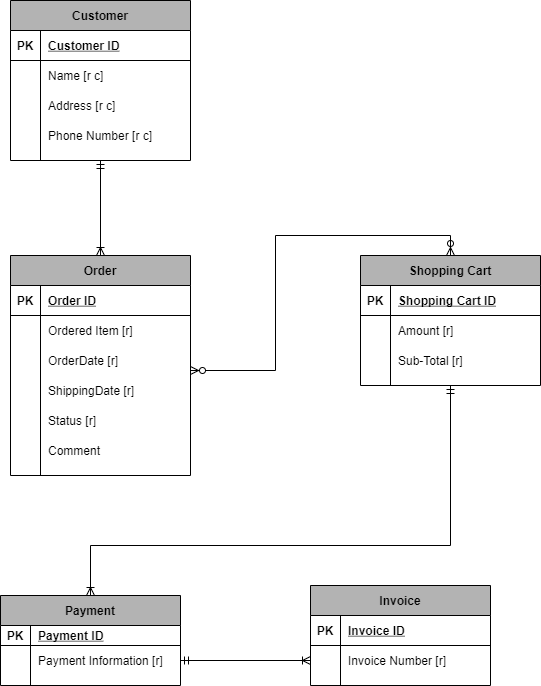 Customer
PK Customer ID
Name [r c]
Address [r c]
Phone Number [r c]
Order
PK Order ID
Ordered Item [r]
OrderDate [r]
ShippingDate [r]
Status [r]
Comment
Shopping Cart
PK Shopping Cart ID
Amount [r]
Sub-Total [r]
Payment
PK Payment ID
Payment Information [r]
Invoice
PK Invoice ID
Invoice Number [r]